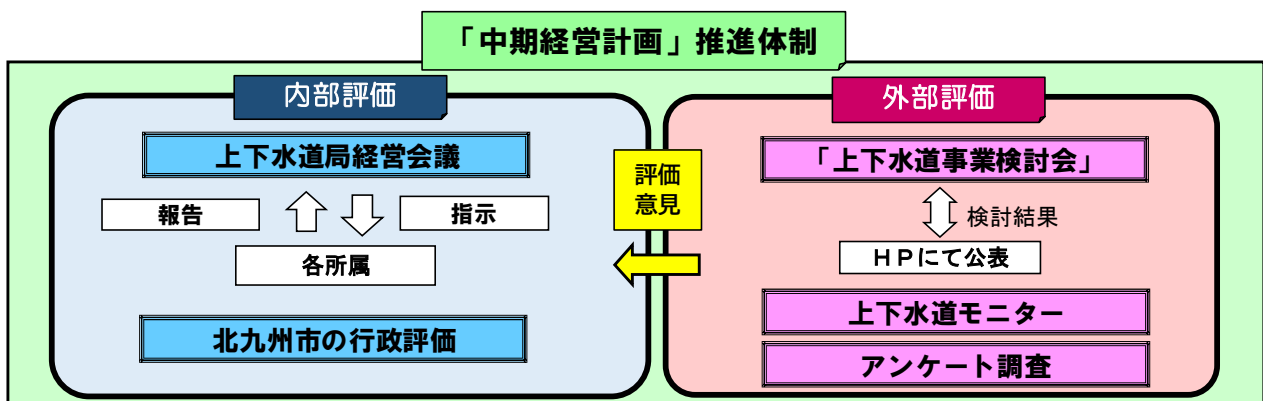 「中期経営計画」推進体制
内部評価
上下水道局経営会議
報告
指示
各所属
北九州市の行政評価
評価
意見
外部評価
「上下水道事業検討会」
検討結果
ＨＰにて公表
上下水道モニター
アンケート調査